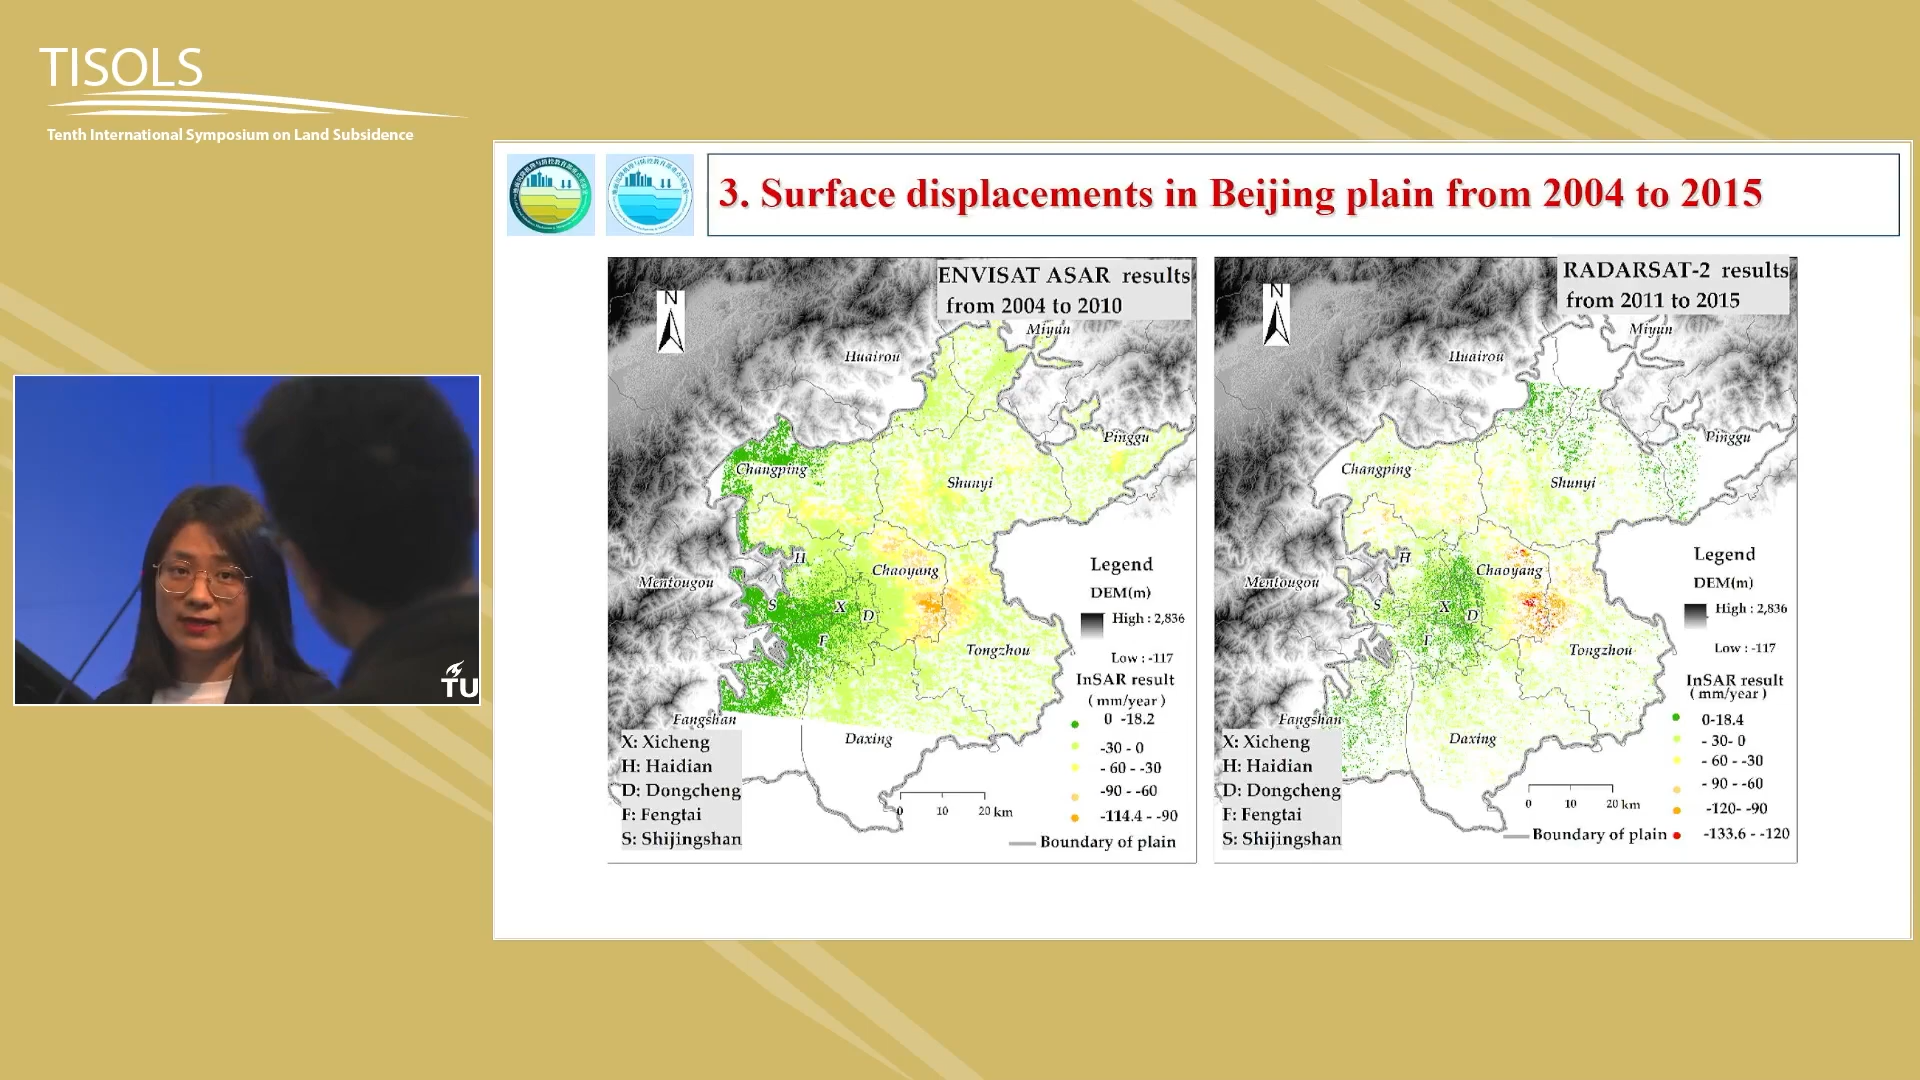 TISOLS
Tenth International Symposium on Land Subsidence
3. Surface displacements in Beijing plain from 2004 to 2015
ENVISAT ASAR results
from 2004 to 2010
N
Miyun
Huairou
Pinggu
Changping
Shunyi
H
Mentougou
Chaoyang
S
X
D
F
Tongzhou
Fangshan
Daxing
Legend
DEM(m)
High : 2,836
Low : -117
InSAR result
( mm/year )
0 -18.2
-30 - 0
- 60 - -30
-90 - -60
-114.4 - -90
0 10 20 km
Boundary of plain
X: Xicheng
H: Haidian
D: Dongcheng
F: Fengtai
S: Shijingshan
RADARSAT-2 results
from 2011 to 2015
N
Miyun
Huairou
Pinggu
Changping
Shunyi
H
Mentougou
Chaoyang
S
X
D
F
Tongzhou
Fangshan
Daxing
Legend
DEM(m)
High : 2,836
Low : -117
InSAR result
( mm/year )
0-18.4
- 30- 0
- 60 - -30
- 90 - -60
-120- -90
-133.6 - -120
0 10 20 km
Boundary of plain
X: Xicheng
H: Haidian
D: Dongcheng
F: Fengtai
S: Shijingshan
TU